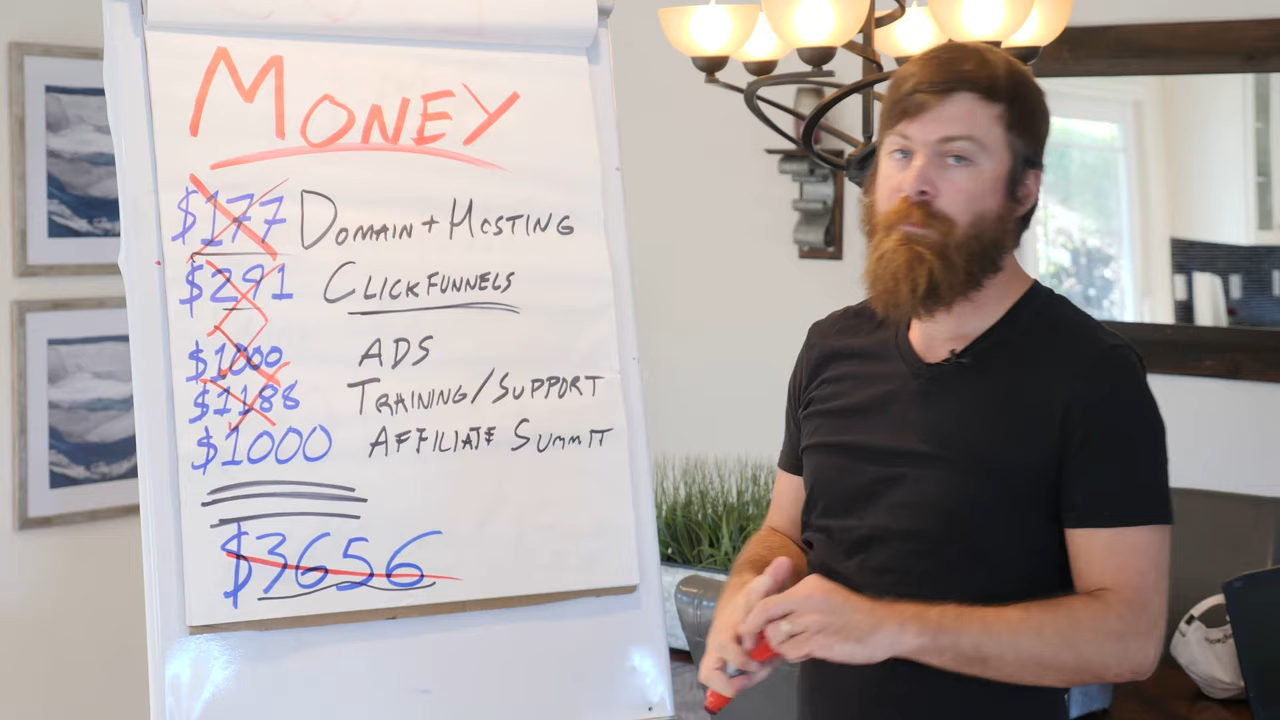 MONEY
$177 DOMAIN + HOSTING
$291 CLICKFUNNELS
$1000 ADS
$1188 TRAINING/SUPPORT
$1000 AFFILIATE SUMMIT
$3656